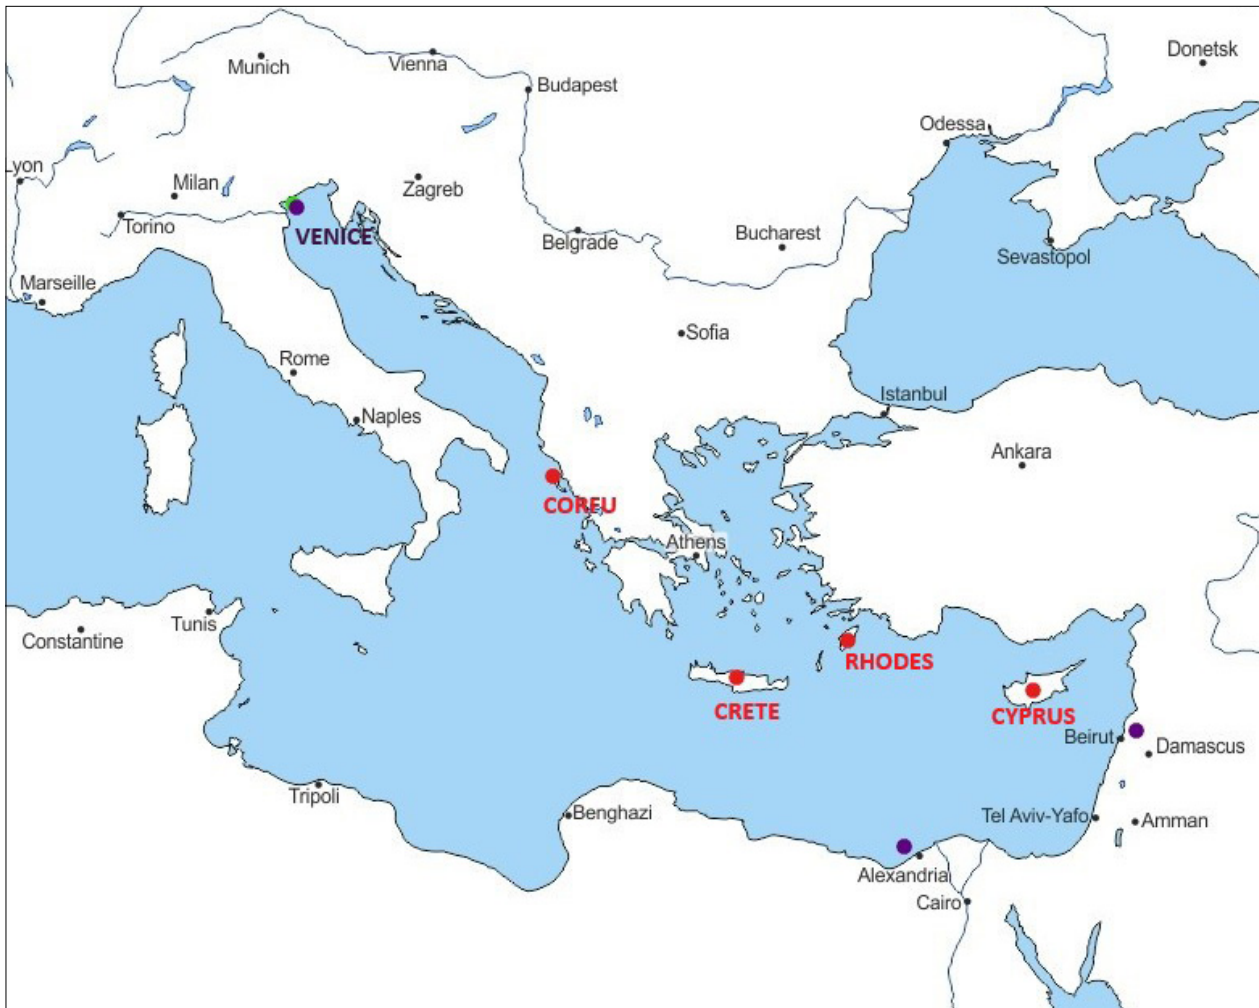 Donetsk
Munich
Vienna
Budapest
Odessa
Lyon
Milan
Zagreb
Torino
VENICE
Belgrade
Bucharest
Sevastopol
Marseille
Sofia
Rome
Istanbul
Naples
Ankara
CORFU
Athens
Tunis
Constantine
RHODES
CRETE
CYPRUS
Beirut
Damascus
Tripoli
Benghazi
Tel Aviv-Yafo
Amman
Alexandria
Cairo